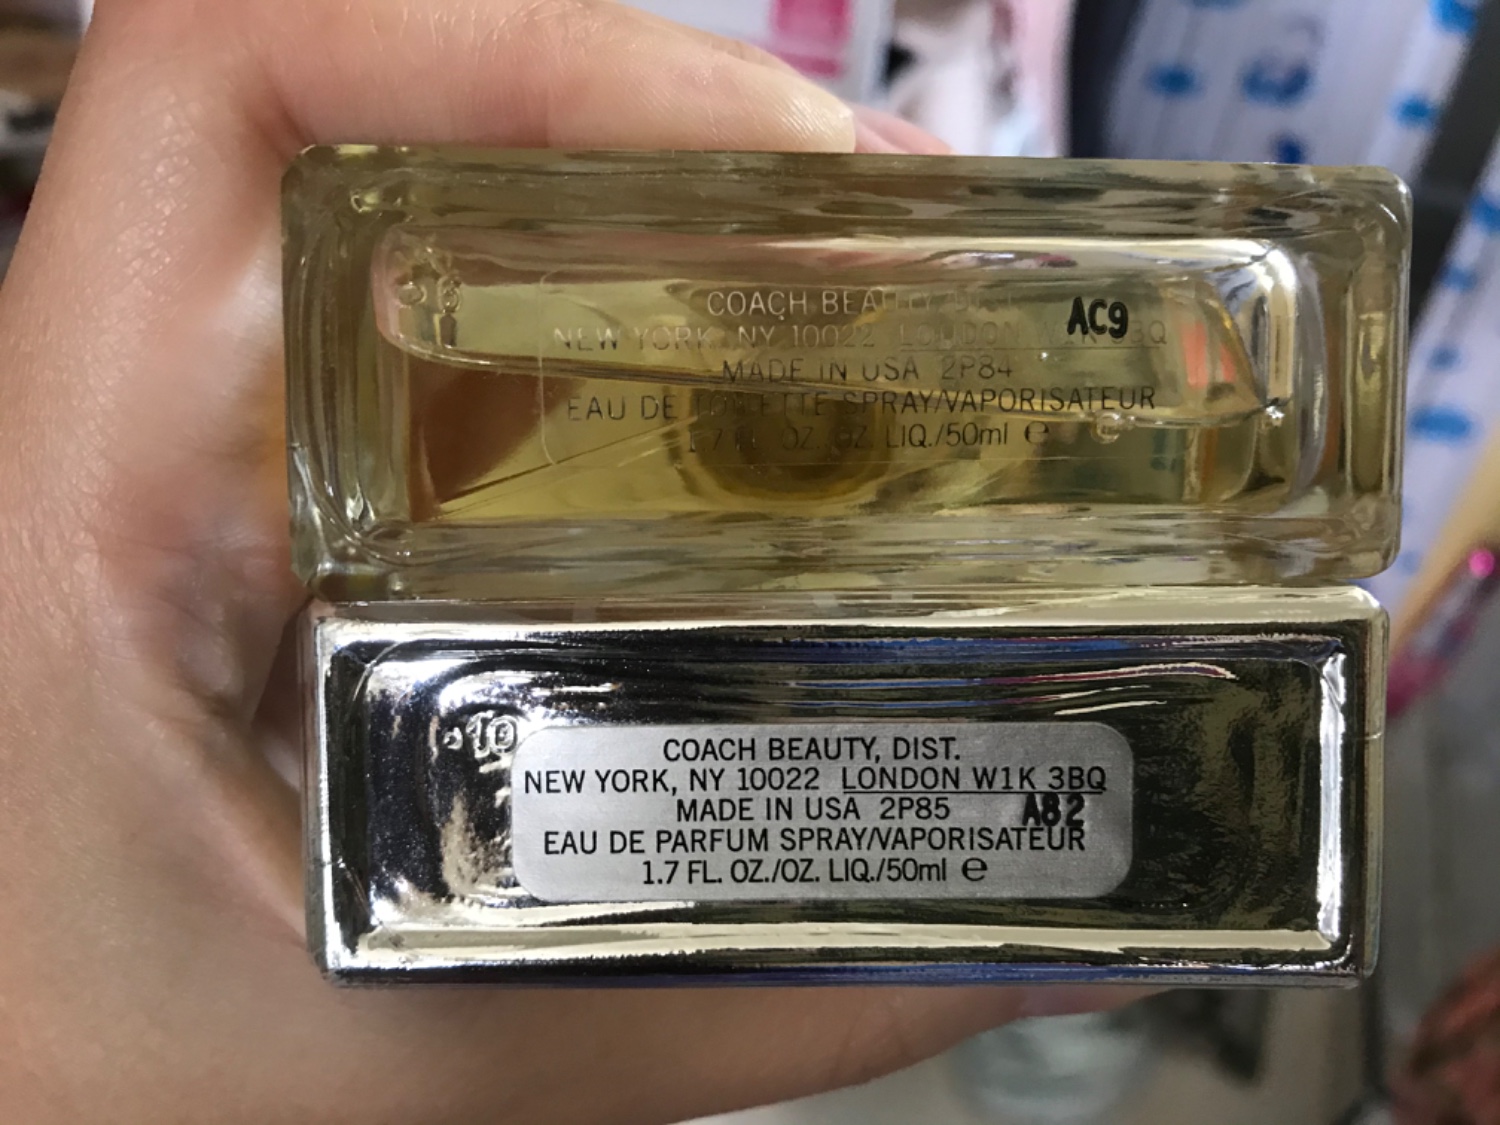 COACH BEAUTY, DIST.
AC9
NEW YORK, NY 10022 LONDON W1K 3BQ
MADE IN USA 2P84
EAU DE TOILETTE SPRAY/VAPORISATEUR
1.7 FL. OZ./OZ. LIQ./50ml ℮
10
COACH BEAUTY, DIST.
NEW YORK, NY 10022 LONDON W1K 3BQ
MADE IN USA 2P85 A82
EAU DE PARFUM SPRAY/VAPORISATEUR
1.7 FL. OZ./OZ. LIQ./50ml ℮